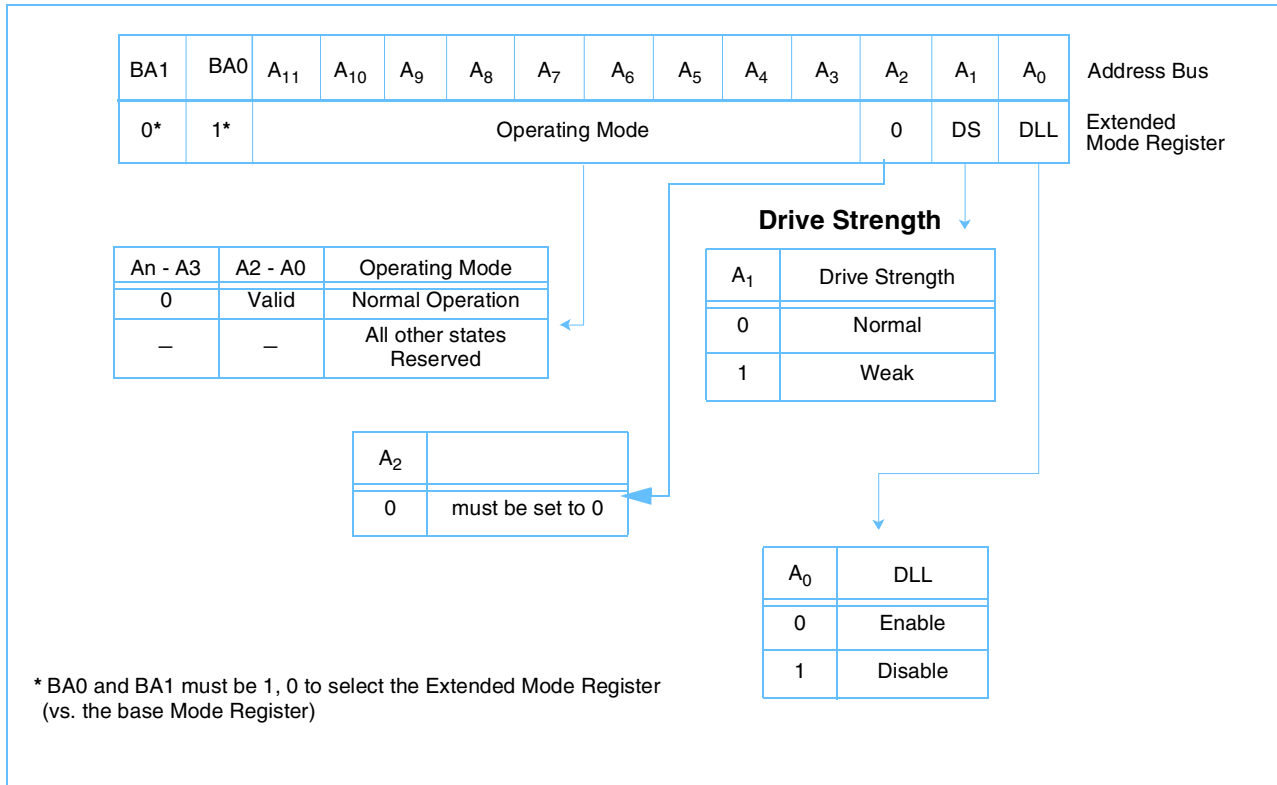 BA1 BA0 A11 A10 A9 A8 A7 A6 A5 A4 A3 A2 A1 A0 Address Bus
0* 1* Operating Mode 0 DS DLL Extended
Mode Register
Drive Strength
An - A3 A2 - A0 Operating Mode
0 Valid Normal Operation
– – All other states
Reserved
A1 Drive Strength
0 Normal
1 Weak
A2
0 must be set to 0
A0 DLL
0 Enable
1 Disable
* BA0 and BA1 must be 1, 0 to select the Extended Mode Register
(vs. the base Mode Register)